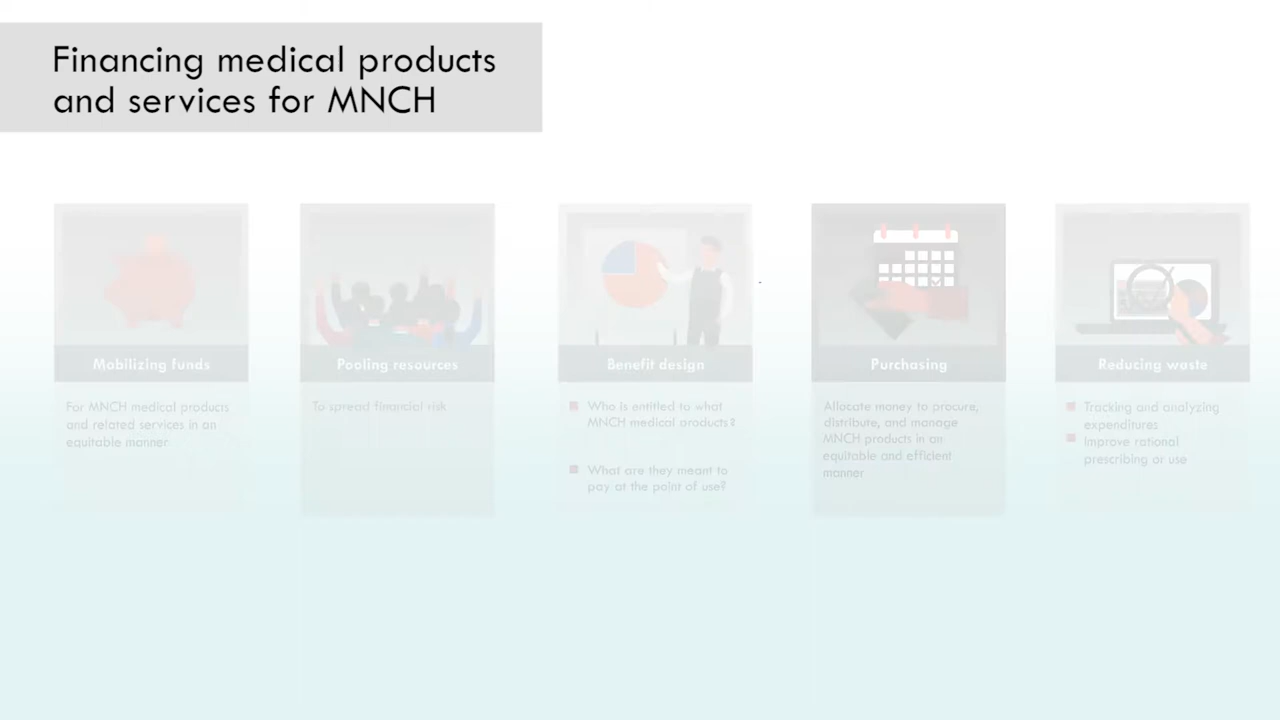 Financing medical products
and services for MNCH
Mobilizing funds
For MNCH medical products
and related services in an
equitable manner
Pooling resources
To spread financial risk
Benefit design
Who is entitled to what
MNCH medical products?
What are they meant to
pay at the point of use?
Purchasing
Allocate money to procure,
distribute, and manage
MNCH products in an
equitable and efficient
manner
Reducing waste
Tracking and analyzing
expenditures
Improve rational
prescribing or use